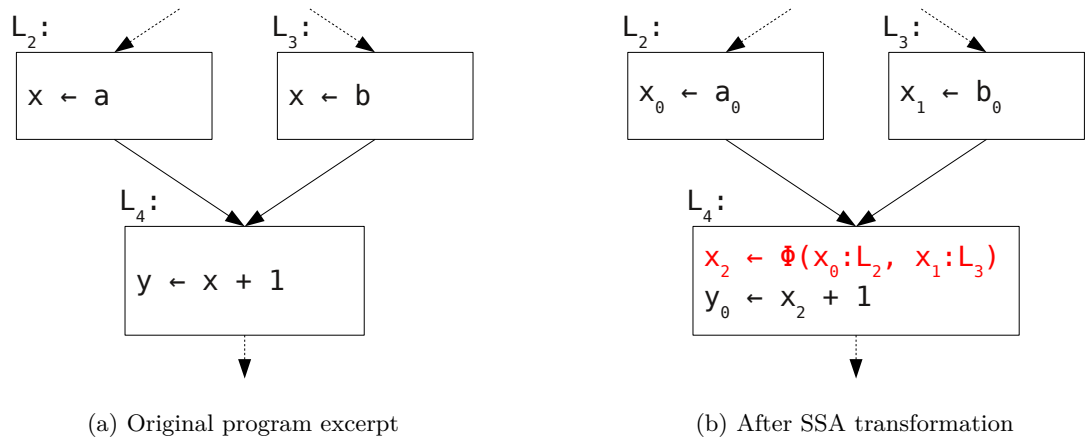 L₂:
L₃:
x ← a
x ← b
L₄:
y ← x + 1
(a) Original program excerpt
L₂:
L₃:
x₀ ← a₀
x₁ ← b₀
L₄:
x₂ ← Φ(x₀:L₂, x₁:L₃)
y₀ ← x₂ + 1
(b) After SSA transformation